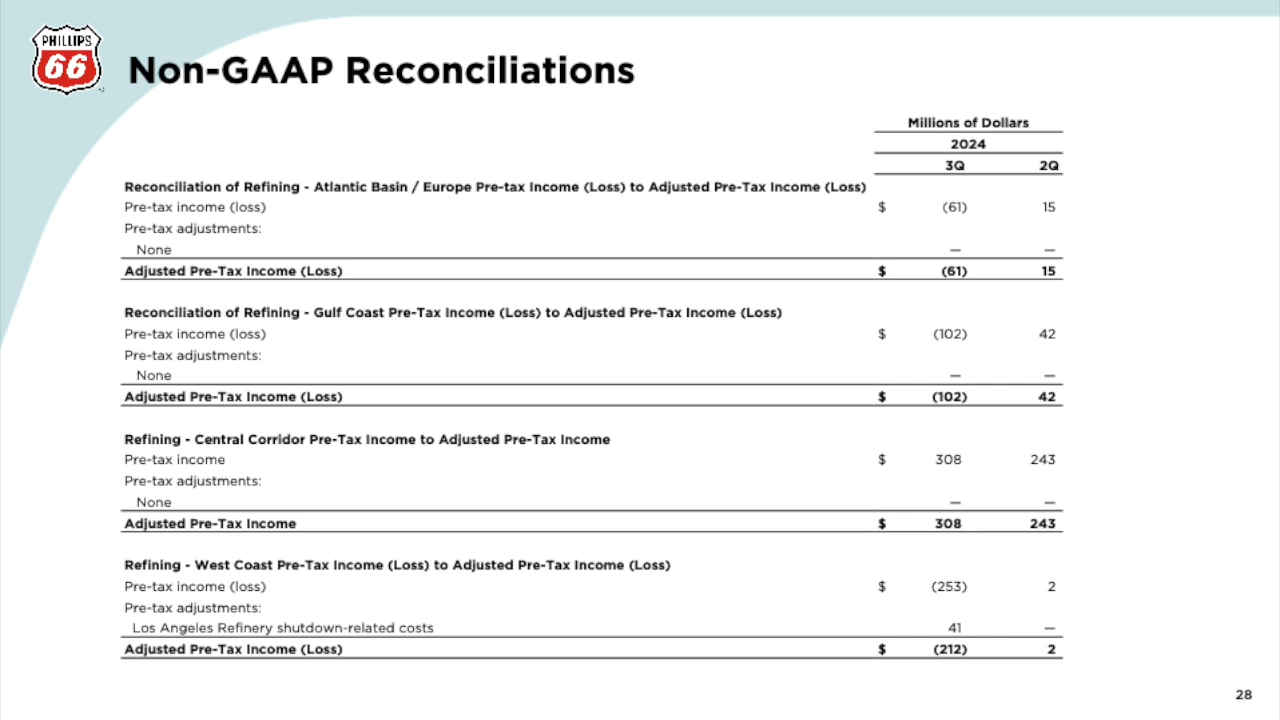 PHILLIPS
66
Non-GAAP Reconciliations
Millions of Dollars
2024
3Q 2Q
Reconciliation of Refining - Atlantic Basin / Europe Pre-tax Income (Loss) to Adjusted Pre-Tax Income (Loss)
Pre-tax income (loss) $ (61) 15
Pre-tax adjustments:
None — —
Adjusted Pre-Tax Income (Loss) $ (61) 15
Reconciliation of Refining - Gulf Coast Pre-Tax Income (Loss) to Adjusted Pre-Tax Income (Loss)
Pre-tax income (loss) $ (102) 42
Pre-tax adjustments:
None — —
Adjusted Pre-Tax Income (Loss) $ (102) 42
Refining - Central Corridor Pre-Tax Income to Adjusted Pre-Tax Income
Pre-tax income $ 308 243
Pre-tax adjustments:
None — —
Adjusted Pre-Tax Income $ 308 243
Refining - West Coast Pre-Tax Income (Loss) to Adjusted Pre-Tax Income (Loss)
Pre-tax income (loss) $ (253) 2
Pre-tax adjustments:
Los Angeles Refinery shutdown-related costs 41 —
Adjusted Pre-Tax Income (Loss) $ (212) 2
28